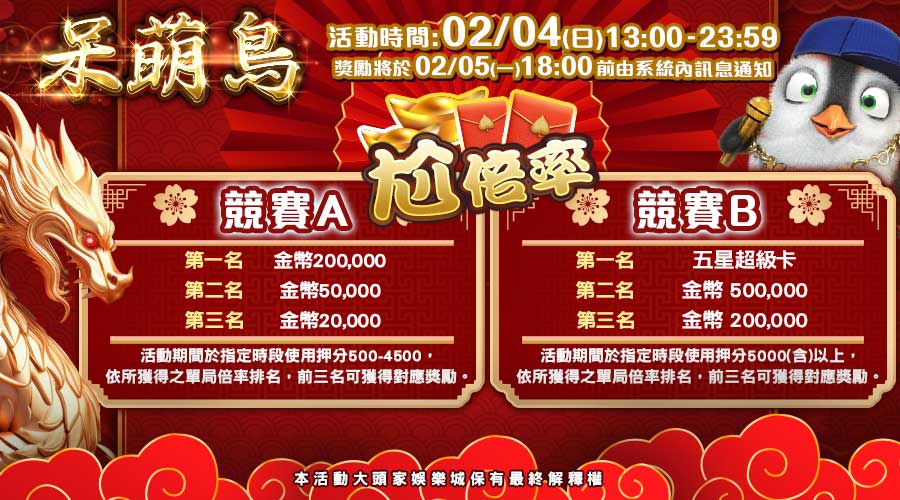 呆萌鳥
活動時間:02/04(日)13:00-23:59
獎勵將於 02/05(一)18:00 前由系統內訊息通知
尬倍率
競賽A
第一名 金幣200,000
第二名 金幣50,000
第三名 金幣20,000
活動期間於指定時段使用押分500-4500，
依所獲得之單局倍率排名，前三名可獲得對應獎勵。
競賽B
第一名 五星超級卡
第二名 金幣 500,000
第三名 金幣 200,000
活動期間於指定時段使用押分5000(含)以上，
依所獲得之單局倍率排名，前三名可獲得對應獎勵。
本活動大頭家娛樂城保有最終解釋權